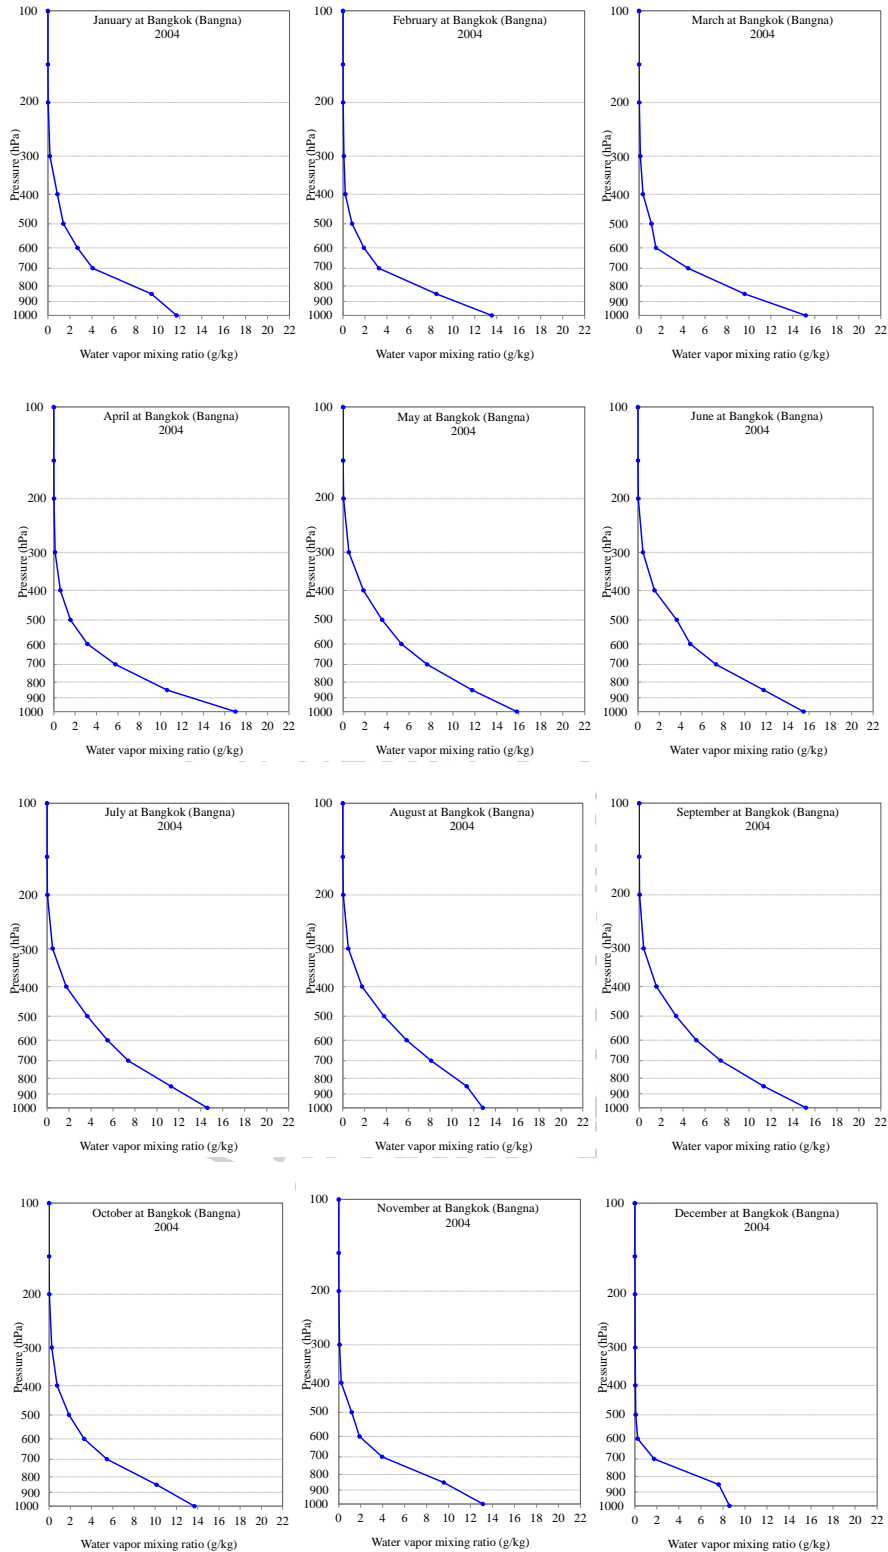 January at Bangkok (Bangna)
2004
100
200
300
400
500
600
700
800
900
1000
Pressure (hPa)
0 2 4 6 8 10 12 14 16 18 20 22
Water vapor mixing ratio (g/kg)
February at Bangkok (Bangna)
2004
100
200
300
400
500
600
700
800
900
1000
Pressure (hPa)
0 2 4 6 8 10 12 14 16 18 20 22
Water vapor mixing ratio (g/kg)
March at Bangkok (Bangna)
2004
100
200
300
400
500
600
700
800
900
1000
Pressure (hPa)
0 2 4 6 8 10 12 14 16 18 20 22
Water vapor mixing ratio (g/kg)
April at Bangkok (Bangna)
2004
100
200
300
400
500
600
700
800
900
1000
Pressure (hPa)
0 2 4 6 8 10 12 14 16 18 20 22
Water vapor mixing ratio (g/kg)
May at Bangkok (Bangna)
2004
100
200
300
400
500
600
700
800
900
1000
Pressure (hPa)
0 2 4 6 8 10 12 14 16 18 20 22
Water vapor mixing ratio (g/kg)
June at Bangkok (Bangna)
2004
100
200
300
400
500
600
700
800
900
1000
Pressure (hPa)
0 2 4 6 8 10 12 14 16 18 20 22
Water vapor mixing ratio (g/kg)
July at Bangkok (Bangna)
2004
100
200
300
400
500
600
700
800
900
1000
Pressure (hPa)
0 2 4 6 8 10 12 14 16 18 20 22
Water vapor mixing ratio (g/kg)
August at Bangkok (Bangna)
2004
100
200
300
400
500
600
700
800
900
1000
Pressure (hPa)
0 2 4 6 8 10 12 14 16 18 20 22
Water vapor mixing ratio (g/kg)
September at Bangkok (Bangna)
2004
100
200
300
400
500
600
700
800
900
1000
Pressure (hPa)
0 2 4 6 8 10 12 14 16 18 20 22
Water vapor mixing ratio (g/kg)
October at Bangkok (Bangna)
2004
100
200
300
400
500
600
700
800
900
1000
Pressure (hPa)
0 2 4 6 8 10 12 14 16 18 20 22
Water vapor mixing ratio (g/kg)
November at Bangkok (Bangna)
2004
100
200
300
400
500
600
700
800
900
1000
Pressure (hPa)
0 2 4 6 8 10 12 14 16 18 20 22
Water vapor mixing ratio (g/kg)
December at Bangkok (Bangna)
2004
100
200
300
400
500
600
700
800
900
1000
Pressure (hPa)
0 2 4 6 8 10 12 14 16 18 20 22
Water vapor mixing ratio (g/kg)